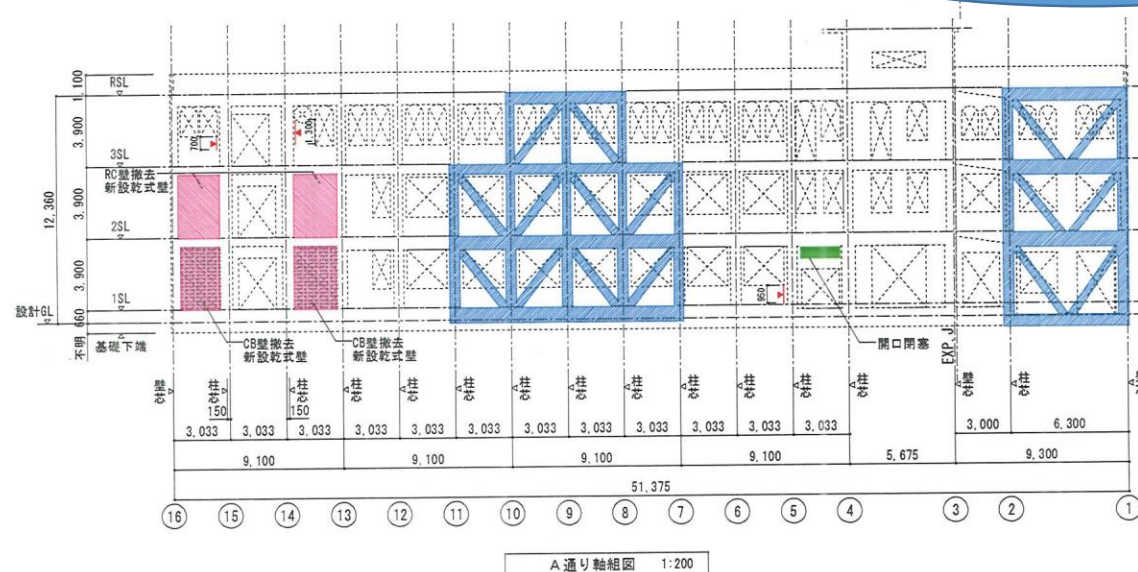 RSL
1,100
3,900
3SL
700
1,300
RC壁撤去
新設乾式壁
12,360
3,900
2SL
3,900
950
設計GL
1SL
660
不明
基礎下端
CB壁撤去
新設乾式壁
CB壁撤去
新設乾式壁
開口閉塞
EXP.J
壁芯
柱芯
柱芯
柱芯
柱芯
柱芯
柱芯
柱芯
柱芯
柱芯
柱芯
柱芯
柱芯
壁芯
柱芯
150
150
3,033
3,033
3,033
3,033
3,033
3,033
3,033
3,033
3,033
3,033
3,033
3,033
3,000
6,300
9,100
9,100
9,100
9,100
5,675
9,300
51,375
16 15 14 13 12 11 10 9 8 7 6 5 4 3 2 1
A通り軸組図 1:200